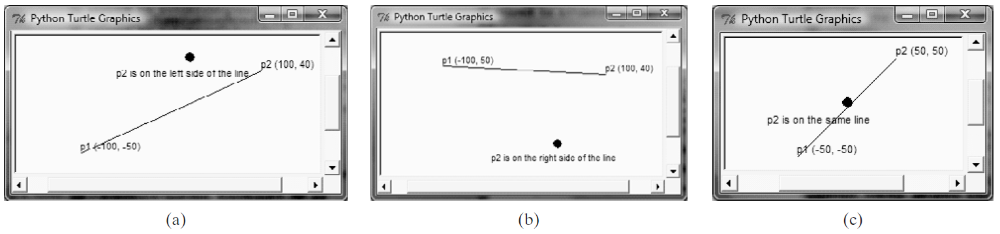 Python Turtle Graphics
p2 is on the left side of the line
p2 (100, 40)
p1 (-100, -50)
(a)
Python Turtle Graphics
p1 (-100, 50)
p2 (100, 40)
p2 is on the right side of the line
(b)
Python Turtle Graphics
p2 (50, 50)
p2 is on the same line
p1 (-50, -50)
(c)